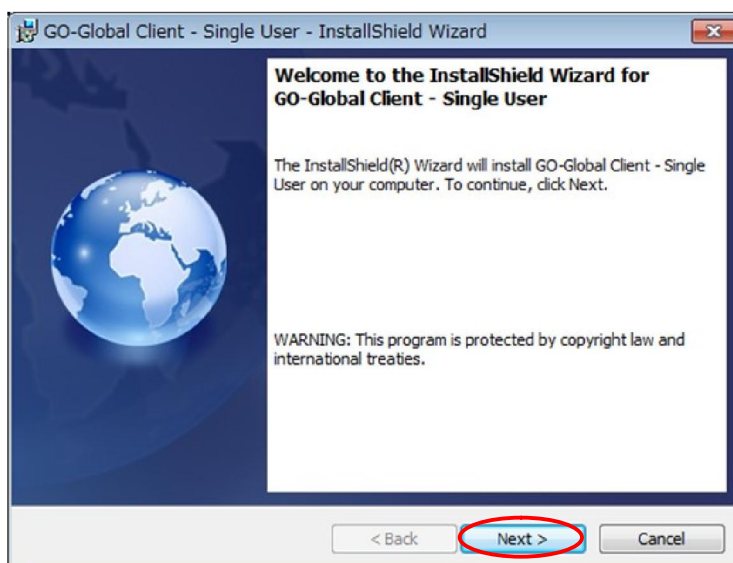 GO-Global Client - Single User - InstallShield Wizard
Welcome to the InstallShield Wizard for
GO-Global Client - Single User
The InstallShield(R) Wizard will install GO-Global Client - Single
User on your computer. To continue, click Next.
WARNING: This program is protected by copyright law and
international treaties.
< Back Next > Cancel